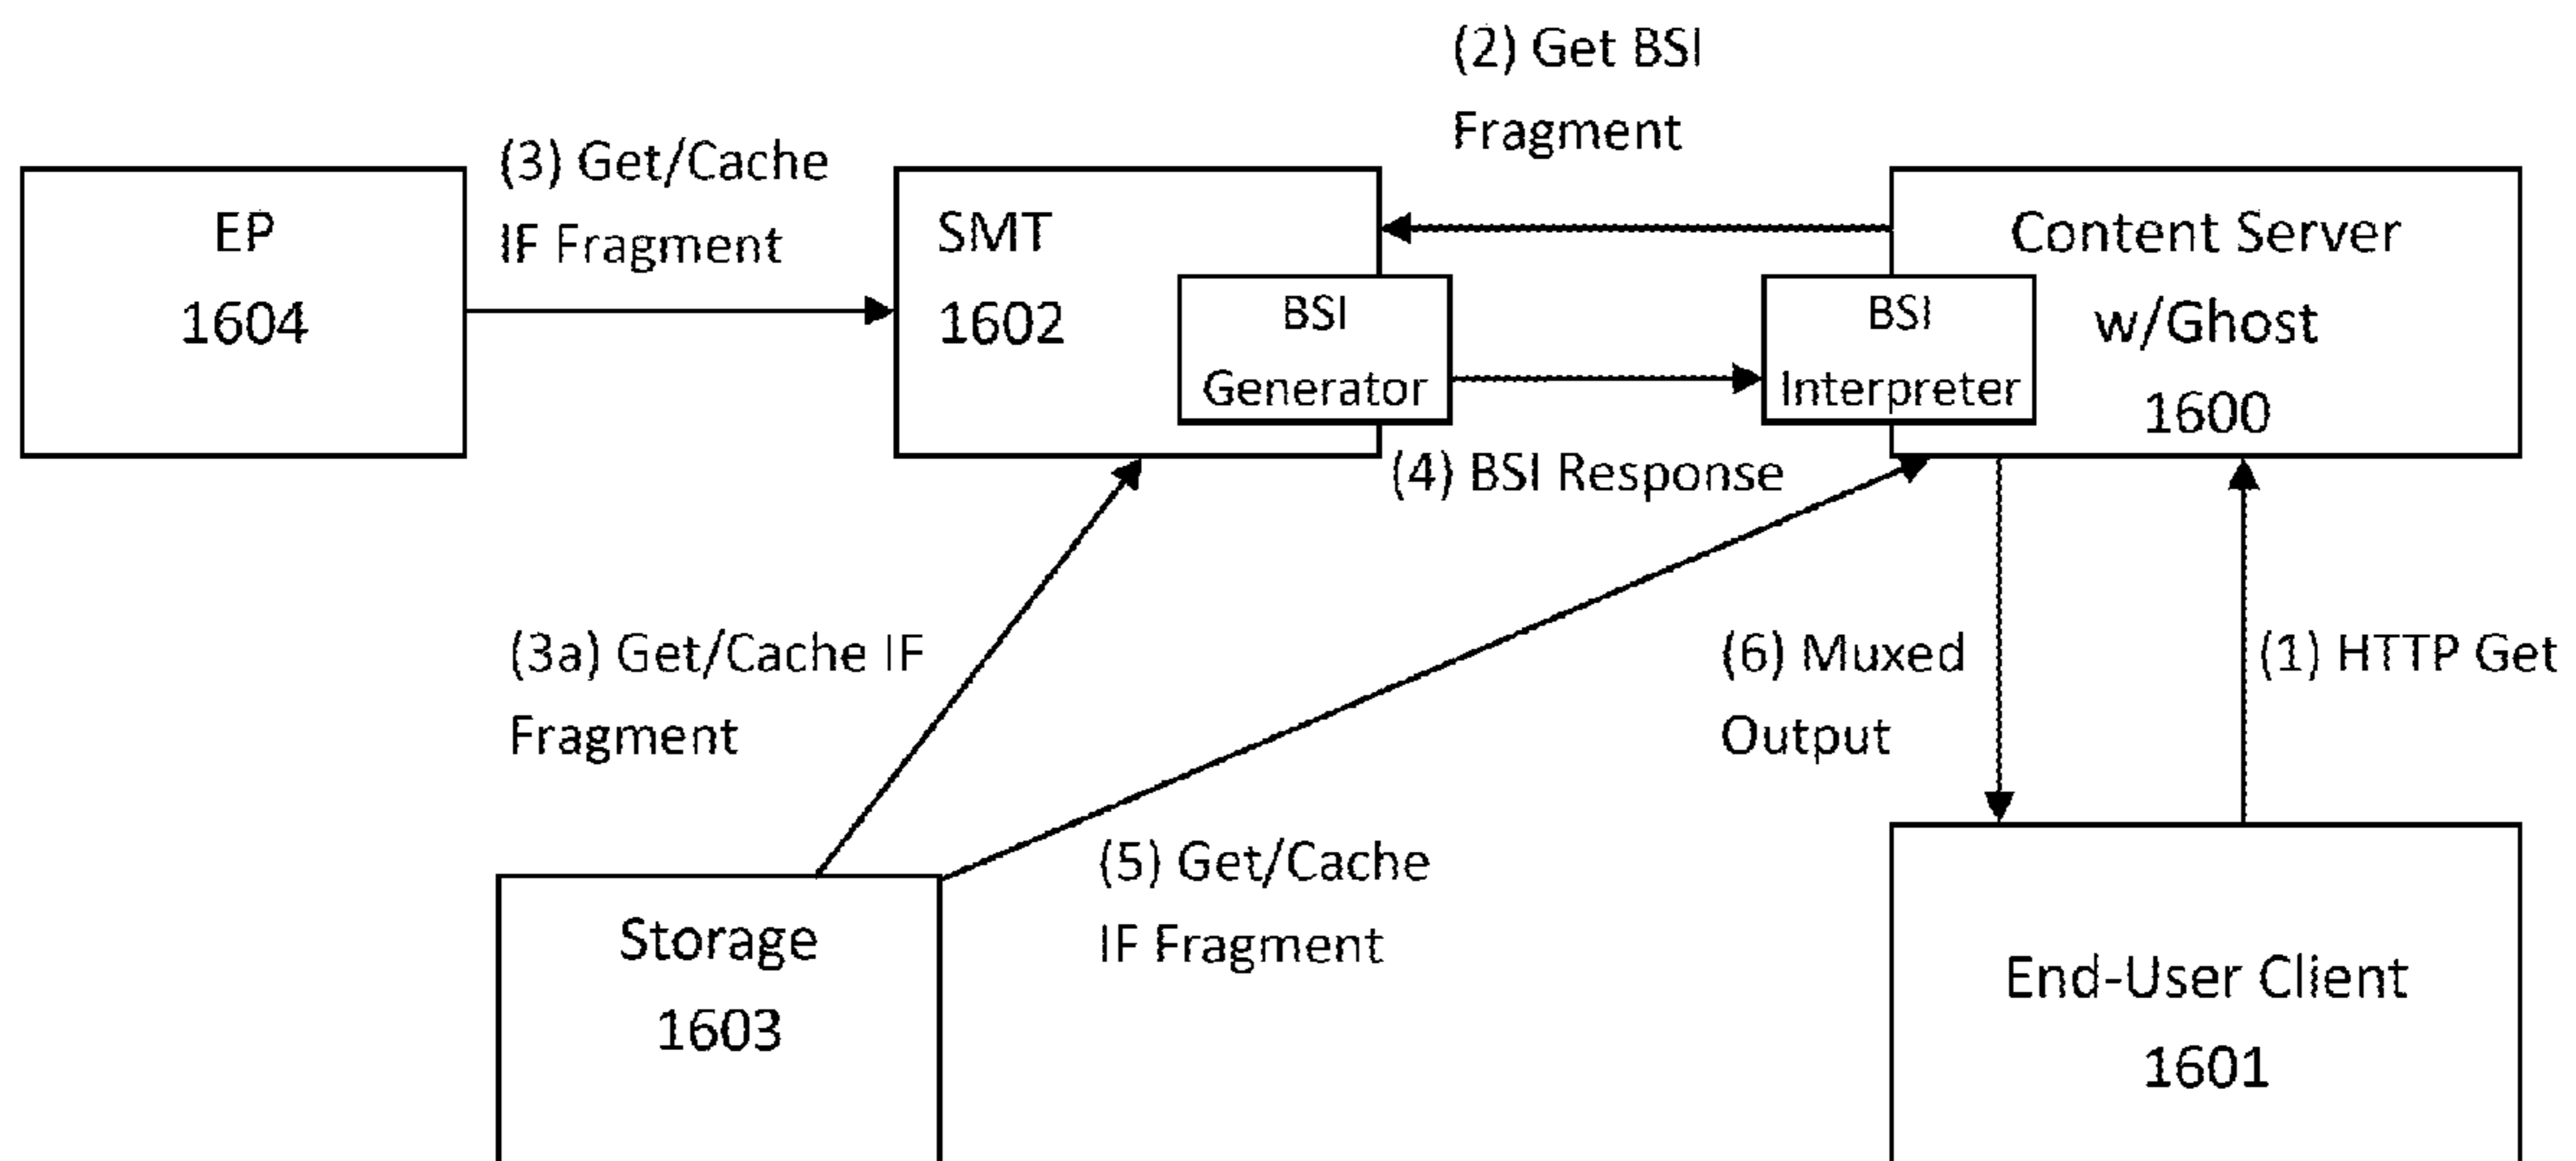 (2) Get BSI
Fragment
(3) Get/Cache
IF Fragment
EP
1604
SMT
1602
BSI
Generator
BSI
Interpreter
Content Server
w/Ghost
1600
(4) BSI Response
(3a) Get/Cache IF
Fragment
(6) Muxed
Output
(1) HTTP Get
(5) Get/Cache
IF Fragment
Storage
1603
End-User Client
1601